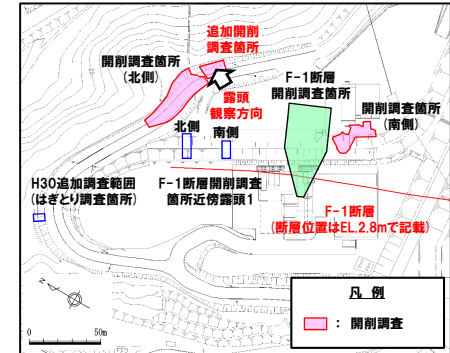 追加開削
調査箇所
開削調査箇所
(北側)
F-1断層
開削調査箇所
開削調査箇所
(南側)
露頭
観察方向
北側
南側
H30追加調査範囲
(はぎとり調査箇所)
F-1断層開削調査
箇所近傍露頭1
F-1断層
(断層位置はEL.2.8mで記載)
N
0 50m
凡 例
: 開削調査